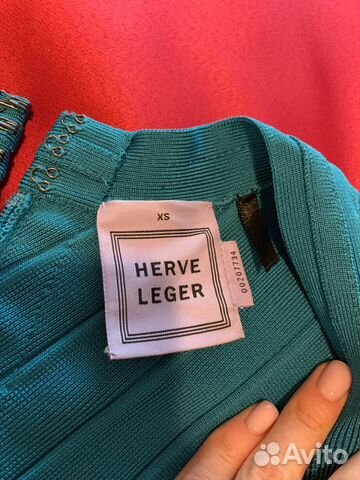 XS
HERVE
LEGER
00207734
Avito